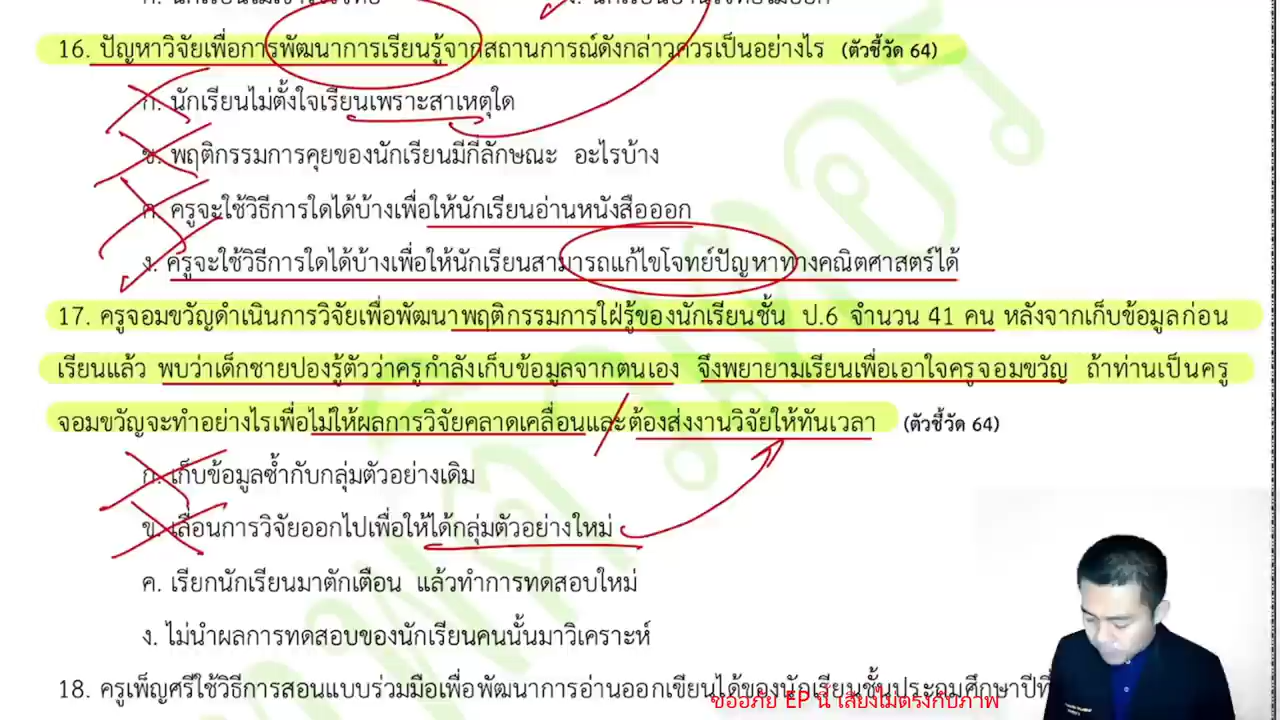 16. ปัญหาวิจัยเพื่อการพัฒนาการเรียนรู้จากสถานการณ์ดังกล่าวควรเป็นอย่างไร (ตัวชี้วัด 64)
ก. นักเรียนไม่ตั้งใจเรียนเพราะสาเหตุใด
ข. พฤติกรรมการคุยของนักเรียนมีกี่ลักษณะ อะไรบ้าง
ค. ครูจะใช้วิธีการใดได้บ้างเพื่อให้นักเรียนอ่านหนังสือออก
ง. ครูจะใช้วิธีการใดได้บ้างเพื่อให้นักเรียนสามารถแก้ไขโจทย์ปัญหาทางคณิตศาสตร์ได้
17. ครูจอมขวัญดำเนินการวิจัยเพื่อพัฒนาพฤติกรรมการใฝ่รู้ของนักเรียนชั้น ป.6 จำนวน 41 คน หลังจากเก็บข้อมูลก่อน
เรียนแล้ว พบว่าเด็กชายปองรู้ตัวว่าครูกำลังเก็บข้อมูลจากตนเอง จึงพยายามเรียนเพื่อเอาใจครูจอมขวัญ ถ้าท่านเป็นครู
จอมขวัญจะทำอย่างไรเพื่อไม่ให้ผลการวิจัยคลาดเคลื่อนและต้องส่งงานวิจัยให้ทันเวลา (ตัวชี้วัด 64)
ก. เก็บข้อมูลซ้ำกับกลุ่มตัวอย่างเดิม
ข. เลื่อนการวิจัยออกไปเพื่อให้ได้กลุ่มตัวอย่างใหม่
ค. เรียกนักเรียนมาตักเตือน แล้วทำการทดสอบใหม่
ง. ไม่นำผลการทดสอบของนักเรียนคนนั้นมาวิเคราะห์
18. ครูเพ็ญศรีใช้วิธีการสอนแบบร่วมมือเพื่อพัฒนาการอ่านออกเขียนได้ของนักเรียนชั้นประถมศึกษาปีที่
ขออภัย EP นี้ เสียงไม่ตรงกับภาพ